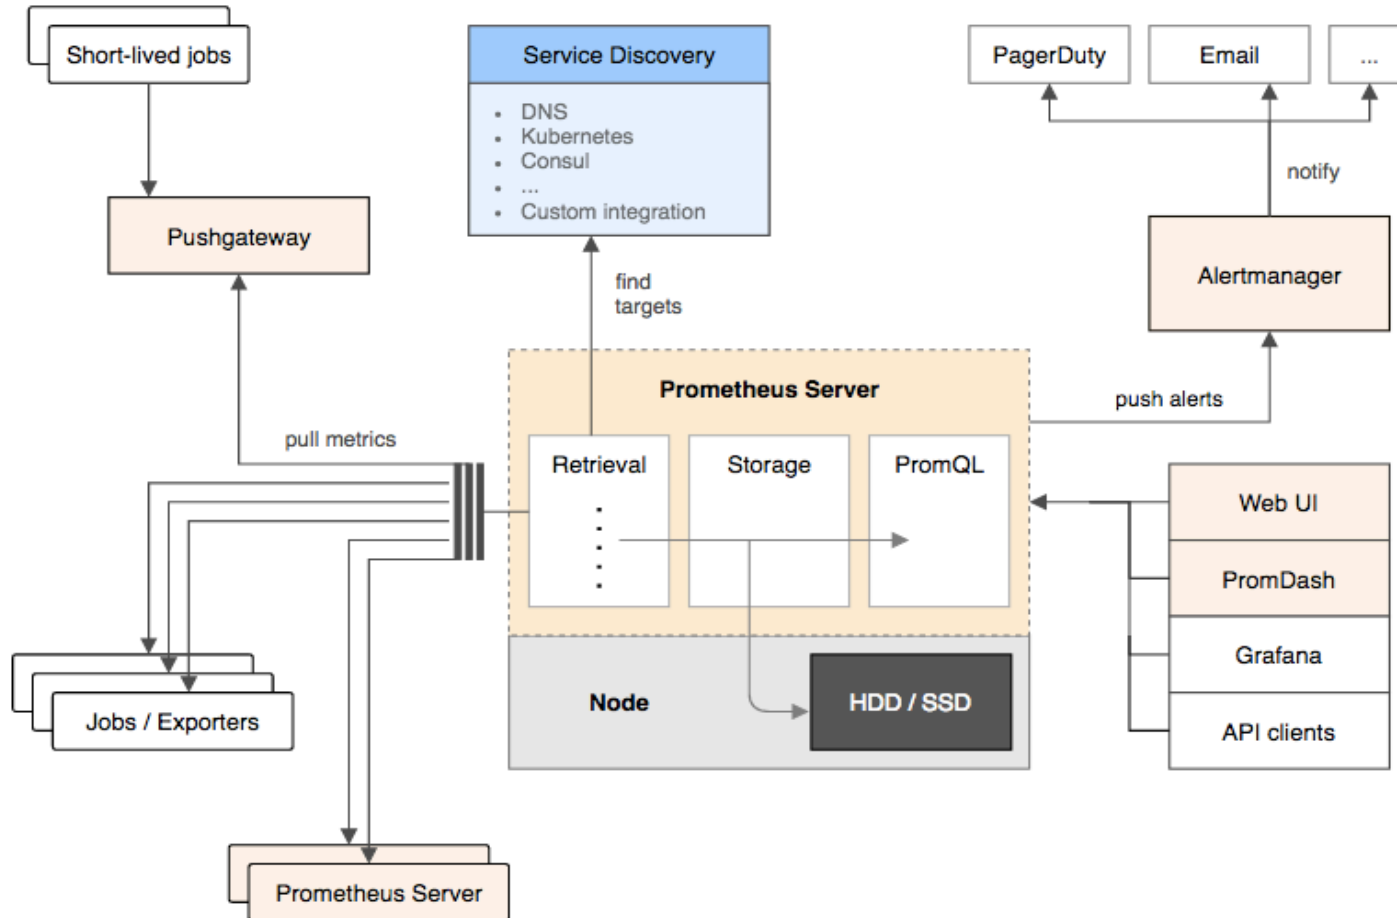 Short-lived jobs
Service Discovery
PagerDuty
Email
...
DNS
Kubernetes
Consul
...
Custom integration
notify
Pushgateway
Alertmanager
find
targets
Prometheus Server
push alerts
pull metrics
Retrieval
Storage
PromQL
Web UI
PromDash
Grafana
API clients
Node
HDD / SSD
Jobs / Exporters
Prometheus Server